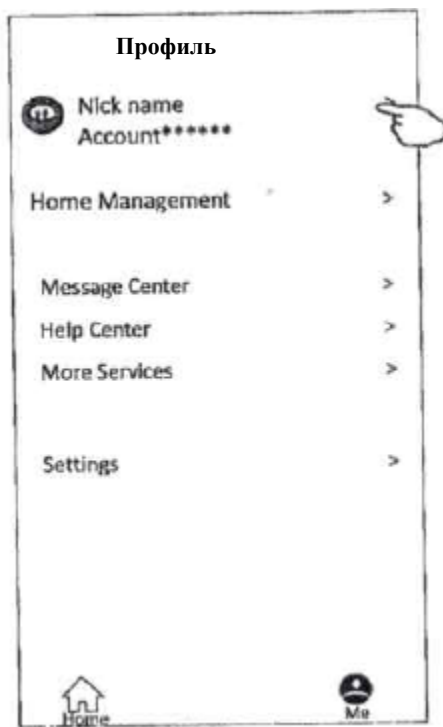 Профиль
Nick name
Account******
Home Management >
Message Center >
Help Center >
More Services >
Settings >
Home
Me